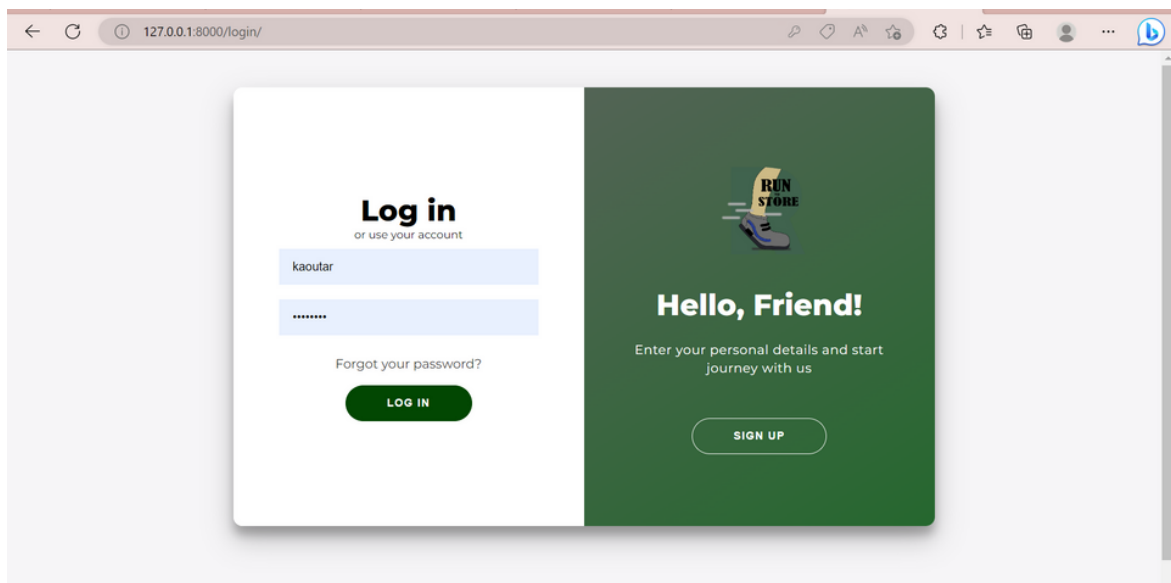 127.0.0.1:8000/login/
Log in
or use your account
kaoutar
••••••••
Forgot your password?
LOG IN
RUN
STORE
Hello, Friend!
Enter your personal details and start
journey with us
SIGN UP